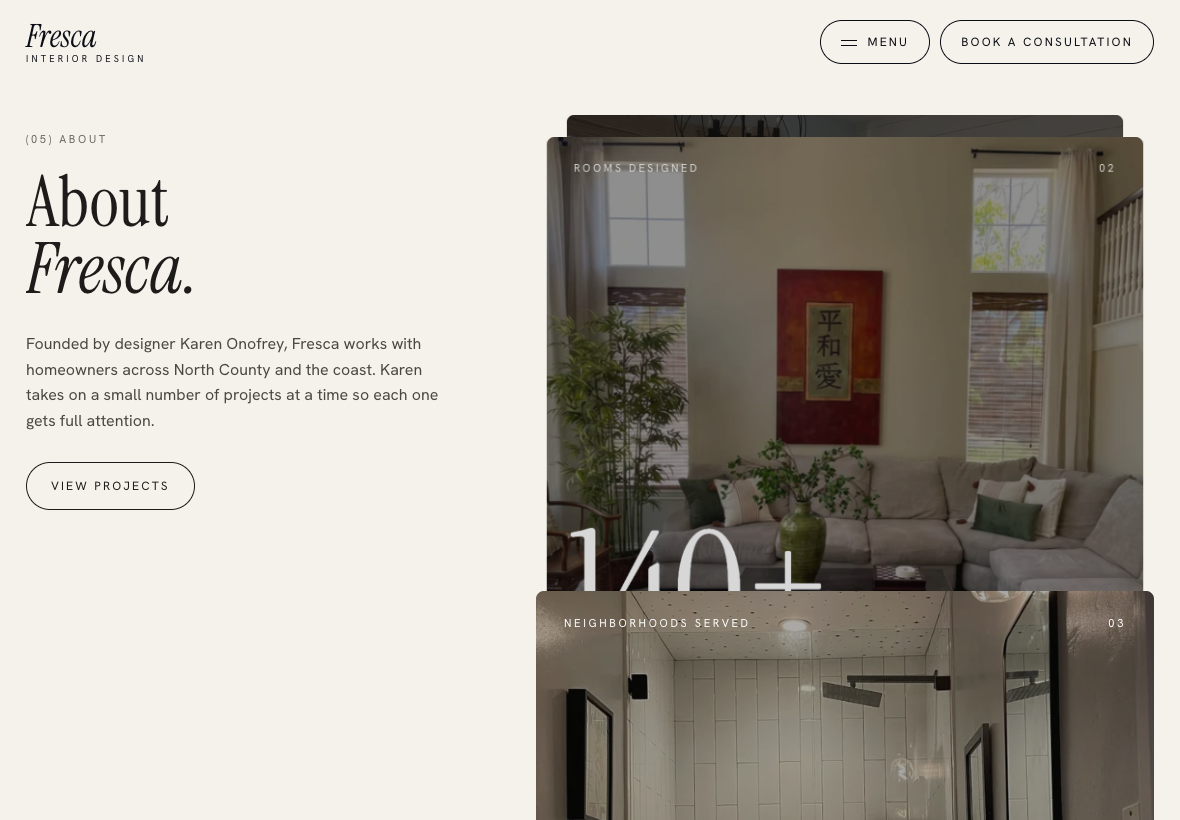 Fresca
INTERIOR DESIGN
MENU
BOOK A CONSULTATION
(05) ABOUT
About
Fresca.
Founded by designer Karen Onofrey, Fresca works with
homeowners across North County and the coast. Karen
takes on a small number of projects at a time so each one
gets full attention.
VIEW PROJECTS
ROOMS DESIGNED
02
平
和
愛
140+
NEIGHBORHOODS SERVED
03